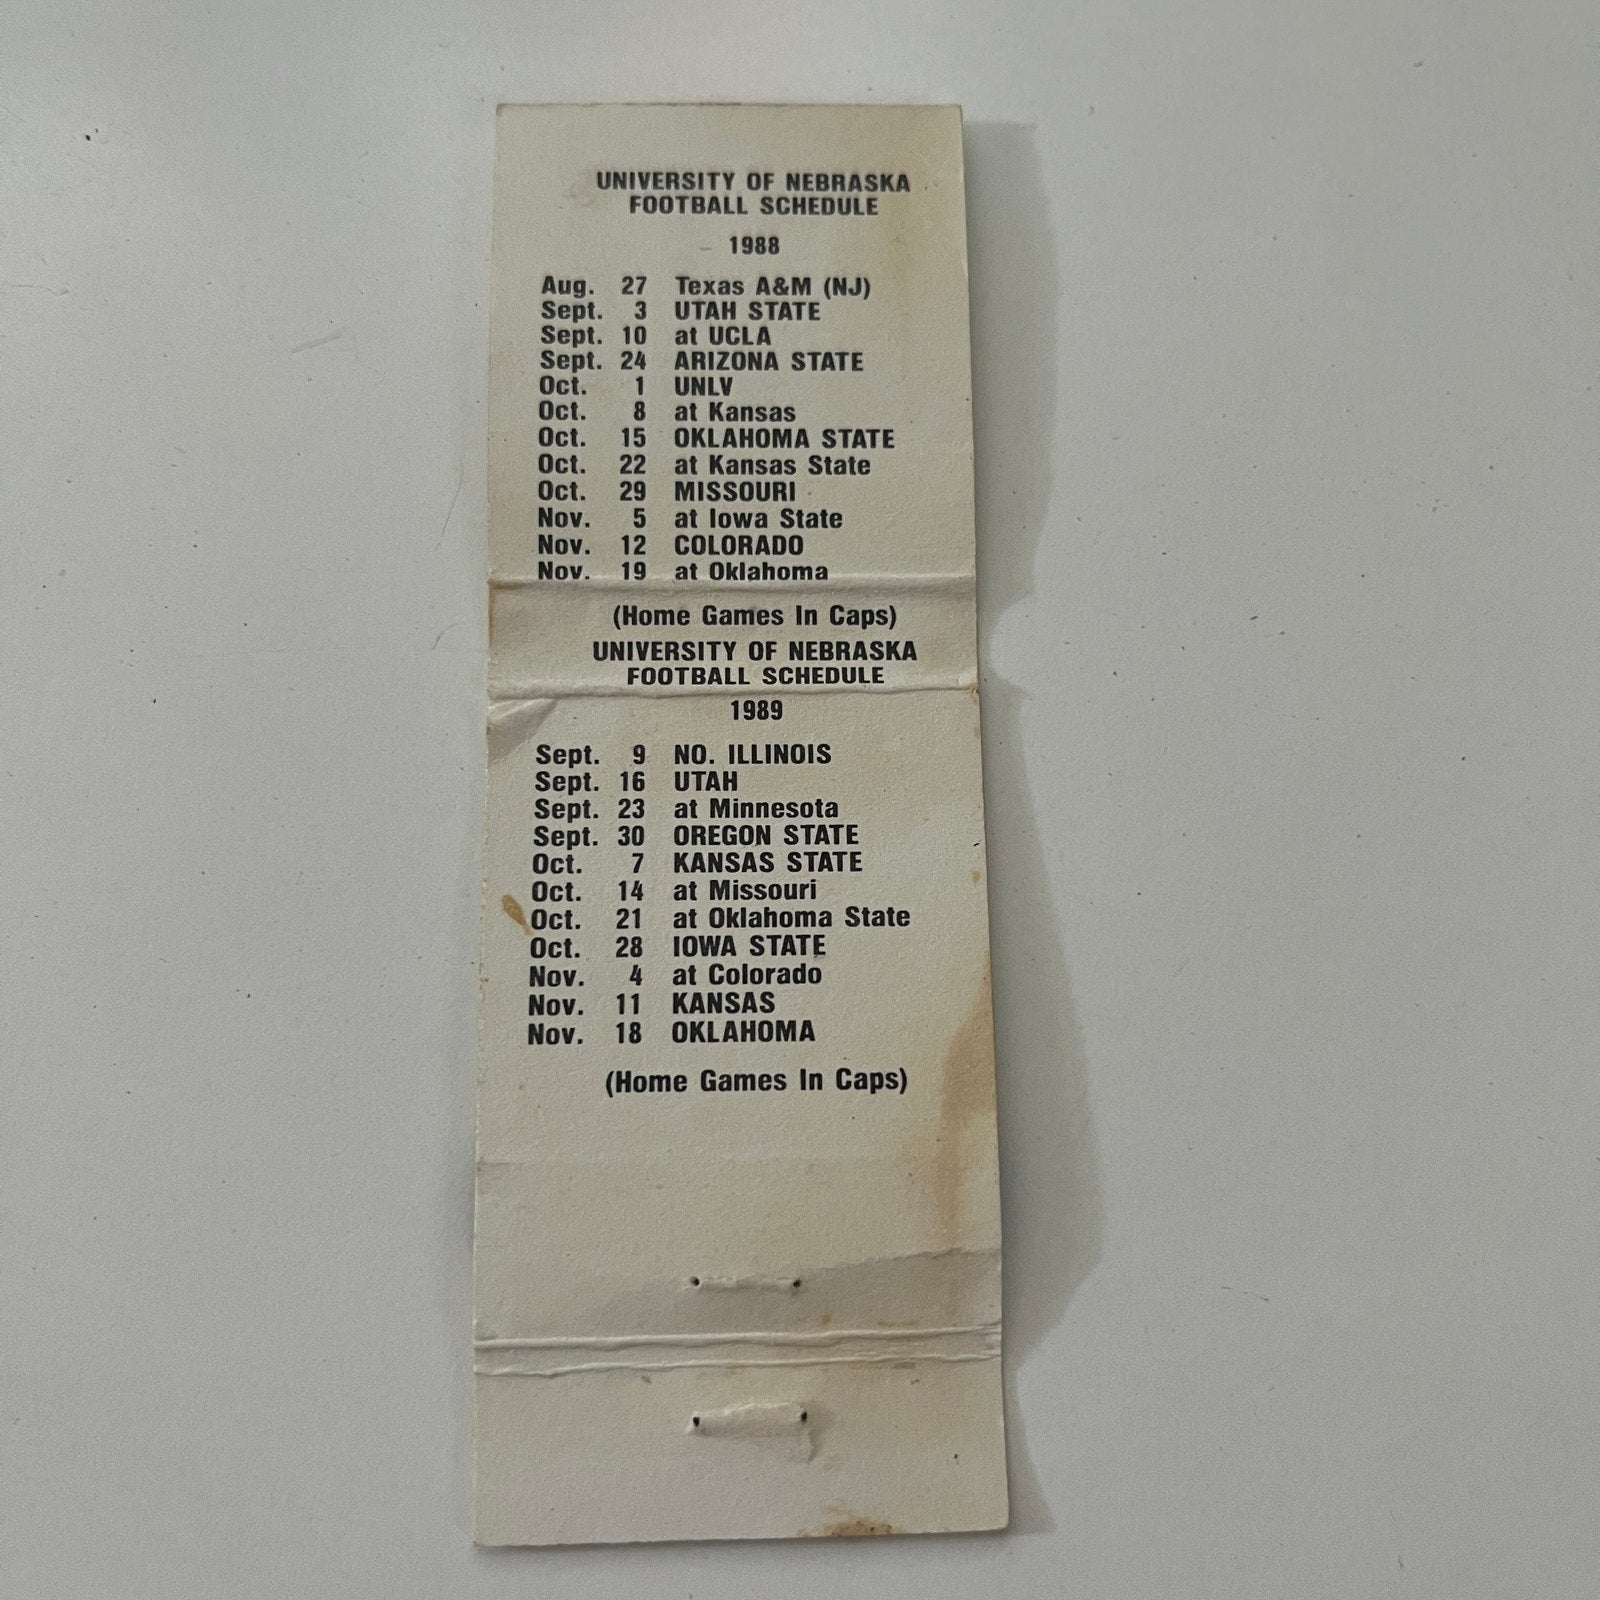 UNIVERSITY OF NEBRASKA
FOOTBALL SCHEDULE
1988
Aug. 27 Texas A&M (NJ)
Sept. 3 UTAH STATE
Sept. 10 at UCLA
Sept. 24 ARIZONA STATE
Oct. 1 UNLV
Oct. 8 at Kansas
Oct. 15 OKLAHOMA STATE
Oct. 22 at Kansas State
Oct. 29 MISSOURI
Nov. 5 at Iowa State
Nov. 12 COLORADO
Nov. 19 at Oklahoma
(Home Games In Caps)
UNIVERSITY OF NEBRASKA
FOOTBALL SCHEDULE
1989
Sept. 9 NO. ILLINOIS
Sept. 16 UTAH
Sept. 23 at Minnesota
Sept. 30 OREGON STATE
Oct. 7 KANSAS STATE
Oct. 14 at Missouri
Oct. 21 at Oklahoma State
Oct. 28 IOWA STATE
Nov. 4 at Colorado
Nov. 11 KANSAS
Nov. 18 OKLAHOMA
(Home Games In Caps)